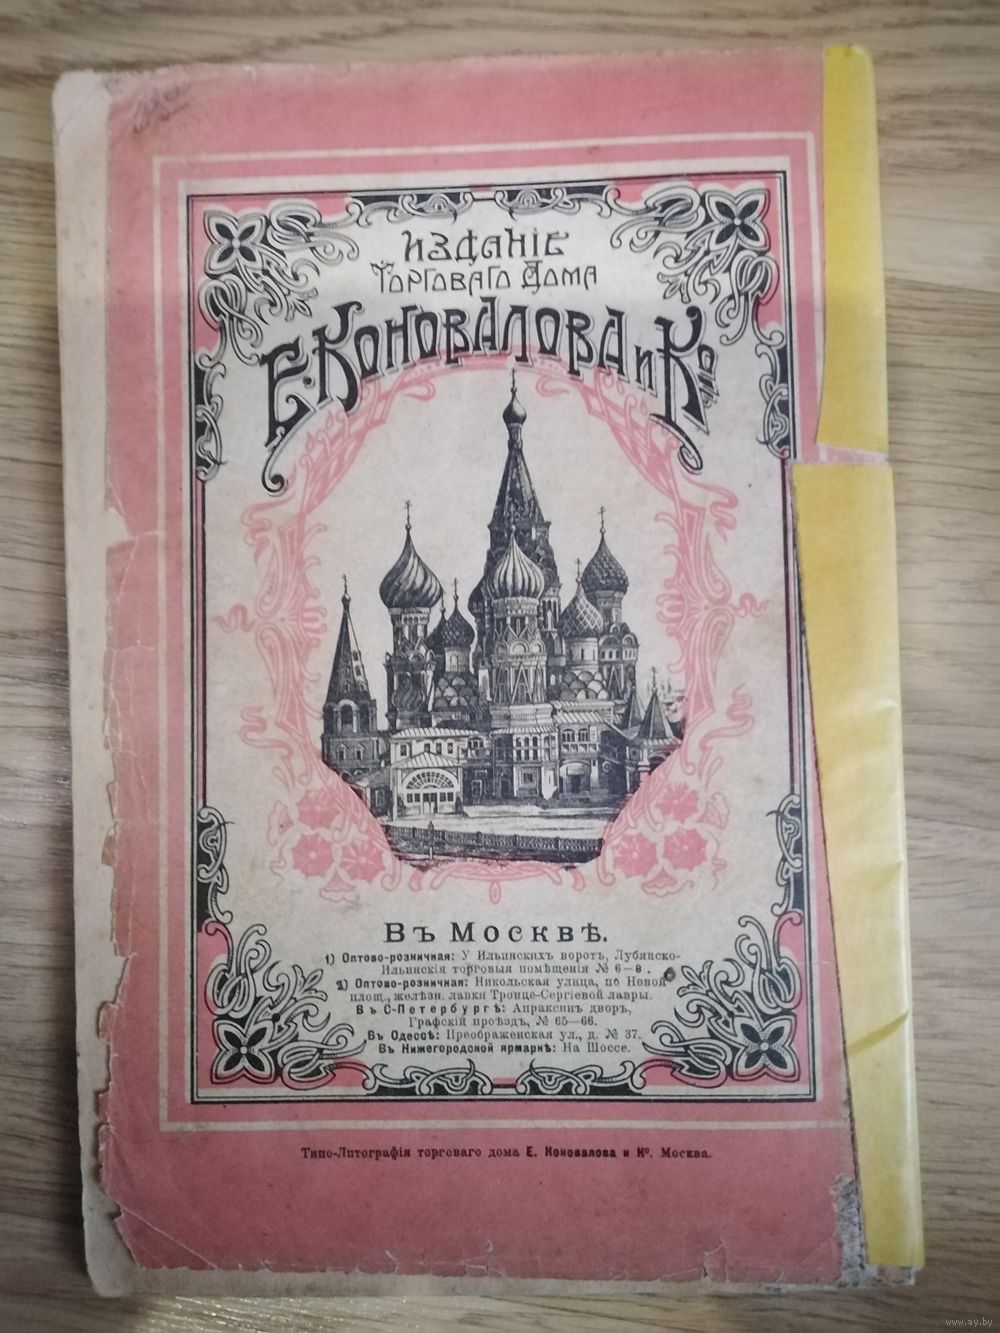 ИЗДАНІЕ
ТОРГОВАГО ДОМА
Е. КОНОВАЛОВА И Ко
ВЪ МОСКВѢ.
1) Оптово-розничная: У Ильинскихъ воротъ, Лубянско-
Ильинскія торговыя помѣщенія № 6—8.
2) Оптово-розничная: Никольская улица, по Новой
площ., желѣзн. лавки Троице-Сергіевой лавры.
Въ С-Петербургѣ: Апраксинъ дворъ,
Графскій проѣздъ, № 65—66.
Въ Одессѣ: Преображенская ул., д. № 37.
Въ Нижегородской ярмаркѣ: На Шоссе.
Типо-Литографія торговаго дома Е. Коновалова и Ко. Москва.
www.ay.by